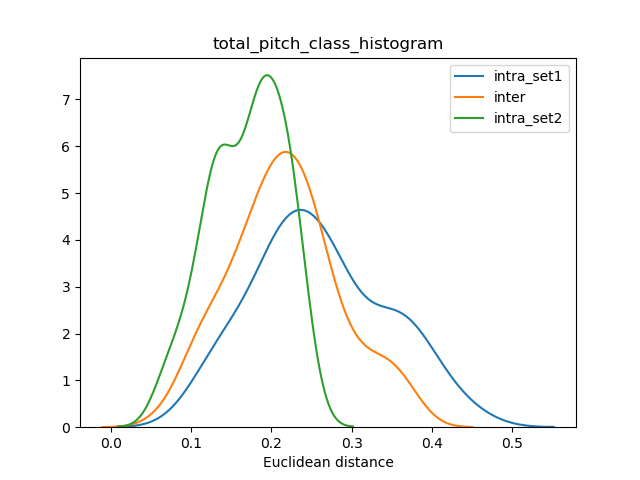 total_pitch_class_histogram
intra_set1
inter
intra_set2
7
6
5
4
3
2
1
0
0.0 0.1 0.2 0.3 0.4 0.5
Euclidean distance